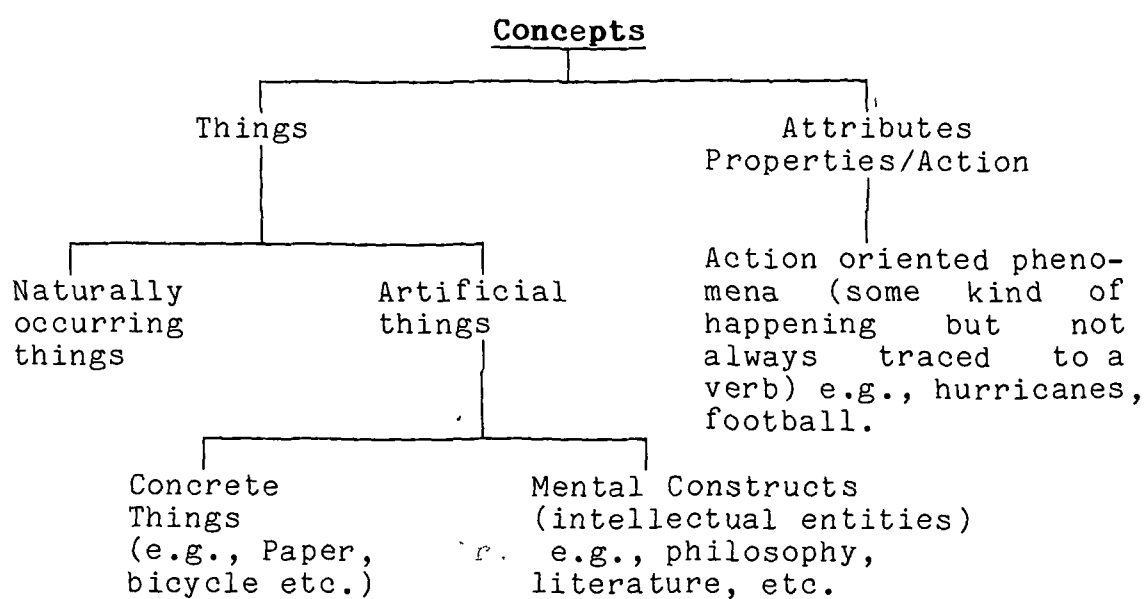 Concepts
Things
Attributes
Properties/Action
Naturally
occurring
things
Artificial
things
Action oriented pheno-
mena (some kind of
happening but not
always traced to a
verb) e.g., hurricanes,
football.
Concrete
Things
(e.g., Paper,
bicycle etc.)
Mental Constructs
(intellectual entities)
e.g., philosophy,
literature, etc.